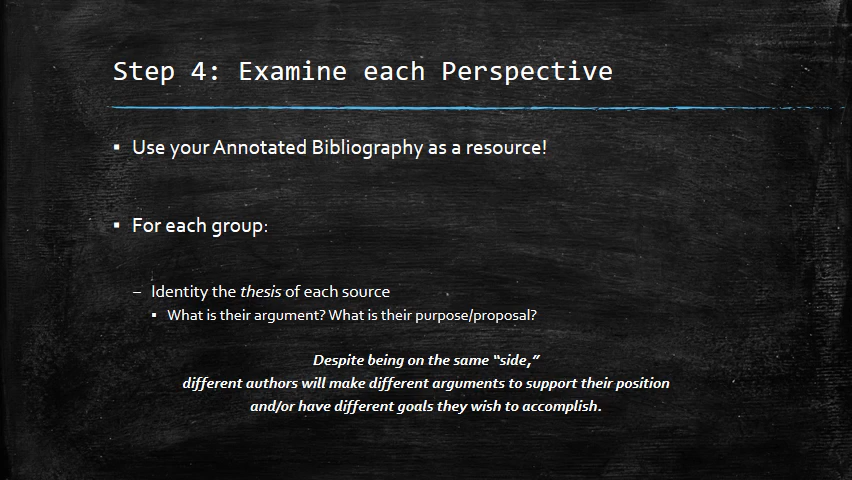 Step 4: Examine each Perspective
▪ Use your Annotated Bibliography as a resource!
▪ For each group:
– Identity the thesis of each source
▪ What is their argument? What is their purpose/proposal?
Despite being on the same “side,”
different authors will make different arguments to support their position
and/or have different goals they wish to accomplish.